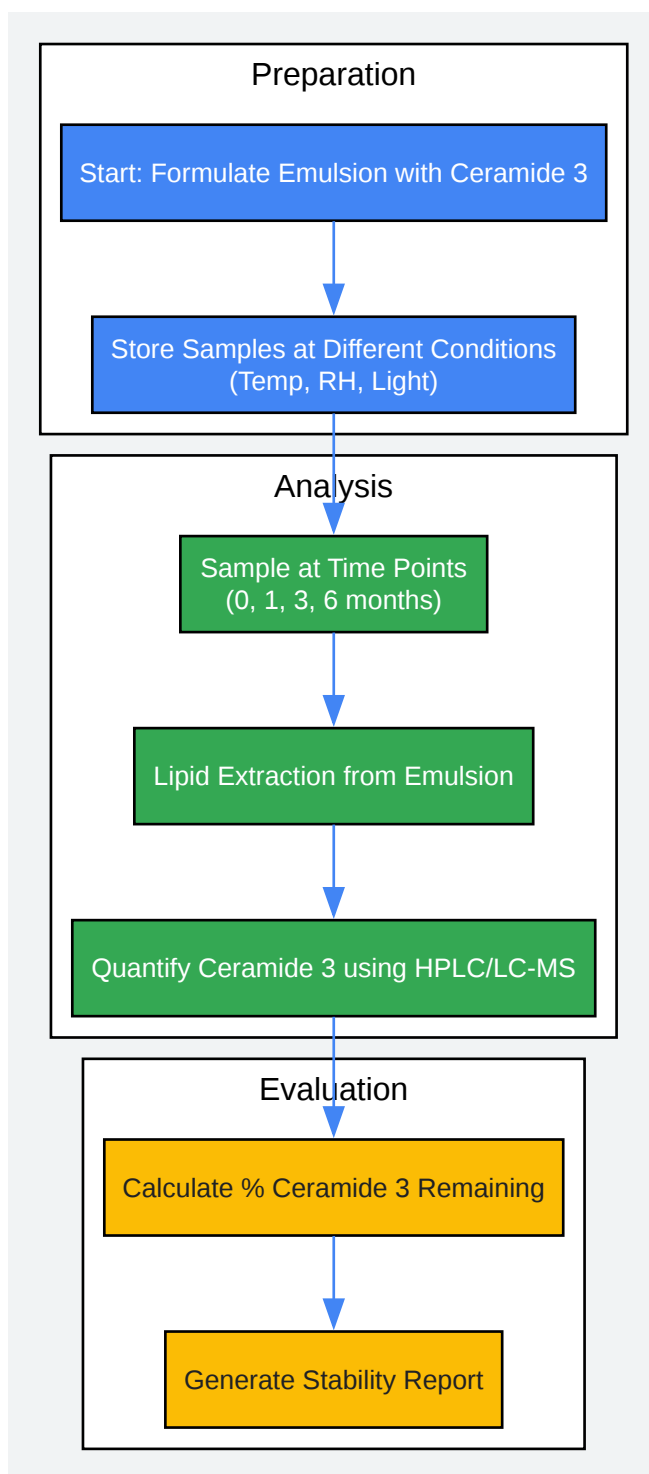 Preparation
Start: Formulate Emulsion with Ceramide 3
Store Samples at Different Conditions
(Temp, RH, Light)
Analysis
Sample at Time Points
(0, 1, 3, 6 months)
Lipid Extraction from Emulsion
Quantify Ceramide 3 using HPLC/LC-MS
Evaluation
Calculate % Ceramide 3 Remaining
Generate Stability Report